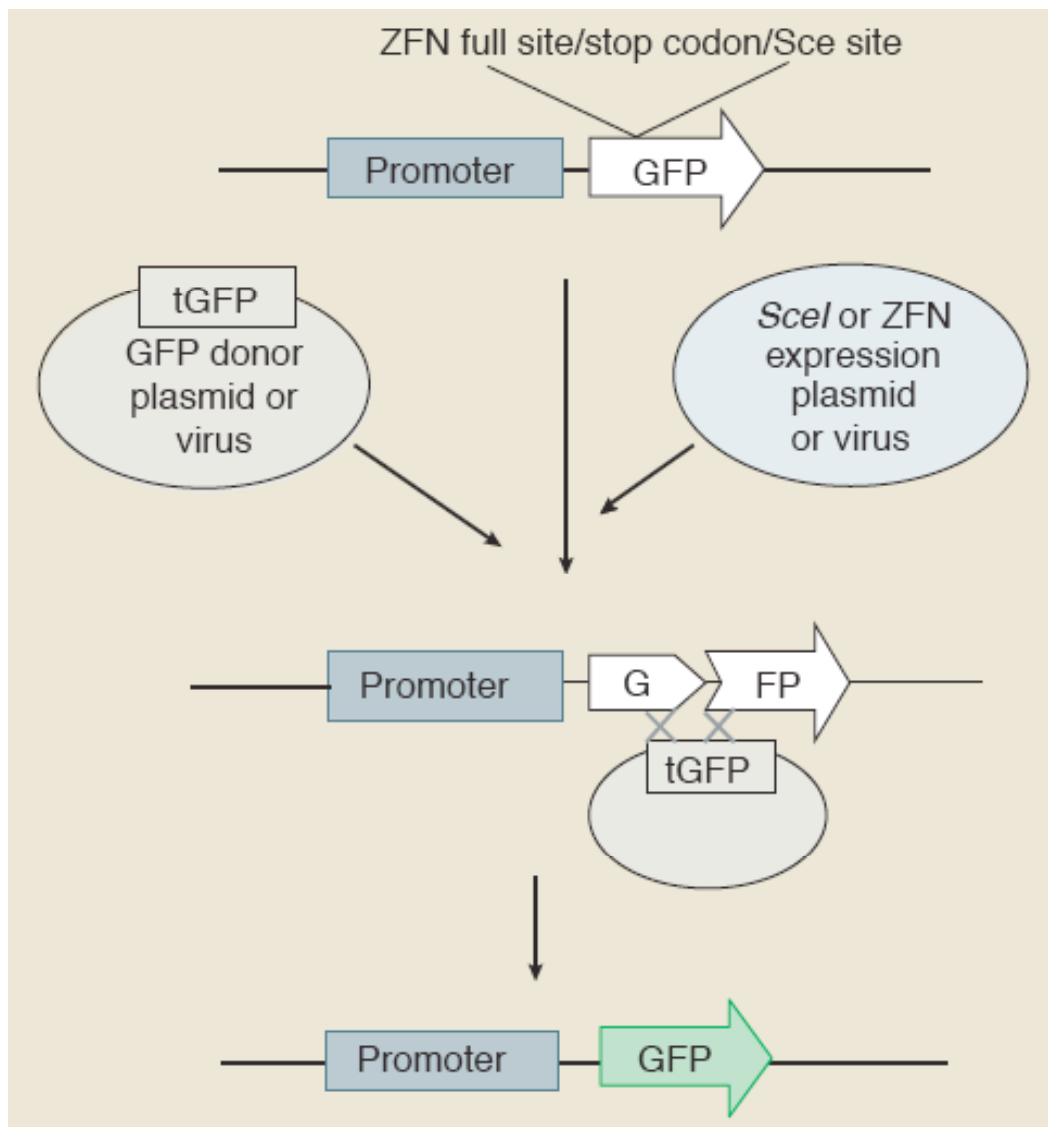 ZFN full site/stop codon/Sce site
Promoter
GFP
tGFP
GFP donor
plasmid or
virus
SceI or ZFN
expression
plasmid
or virus
Promoter
G
FP
tGFP
Promoter
GFP